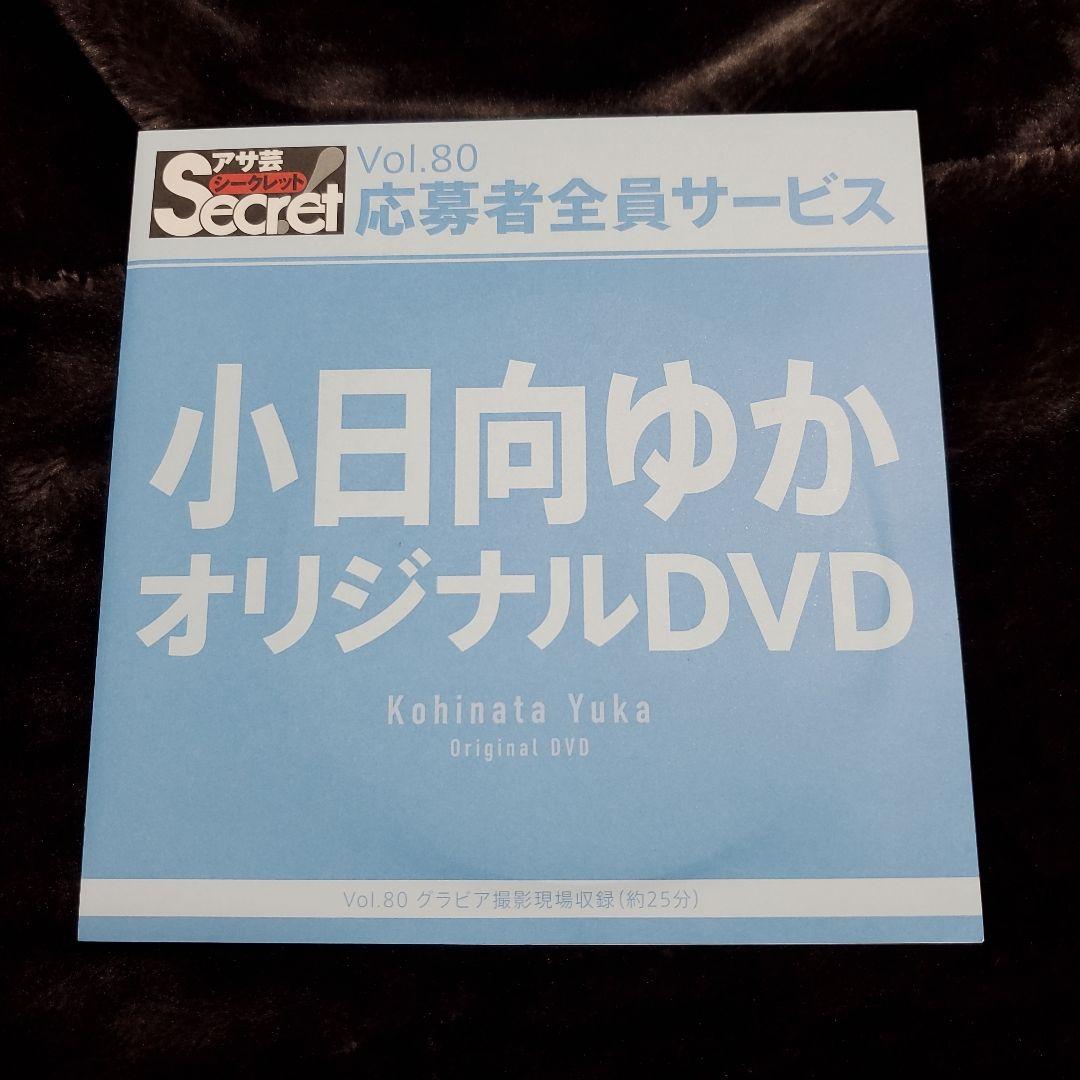 アサ芸
シークレット
Secret!
Vol.80
応募者全員サービス
小日向ゆか
オリジナルDVD
Kohinata Yuka
Original DVD
Vol.80 グラビア撮影現場収録(約25分)